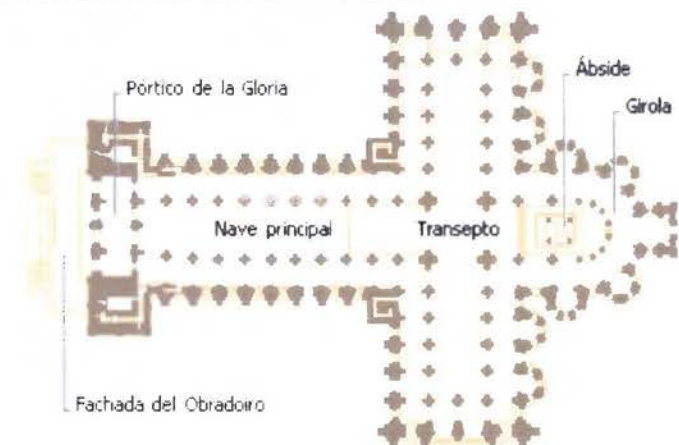 Ábside
Pórtico de la Gloria
Girola
Nave principal
Transepto
Fachada del Obradoiro